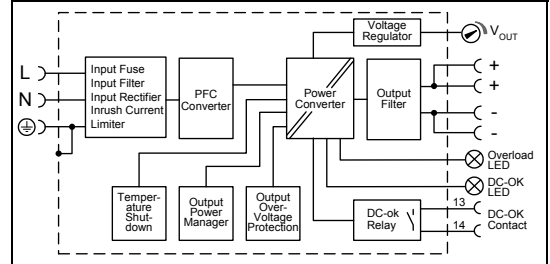 Voltage
Regulator
V OUT
L
N
Input Fuse
Input Filter
Input Rectifier
Inrush Current
Limiter
PFC
Converter
Power
Converter
Output
Filter
+
+
-
-
Overload
LED
DC-OK
LED
Temper-
ature
Shut-
down
Output
Power
Manager
Output
Over-
Voltage
Protection
DC-ok
Relay
13
14
DC-OK
Contact